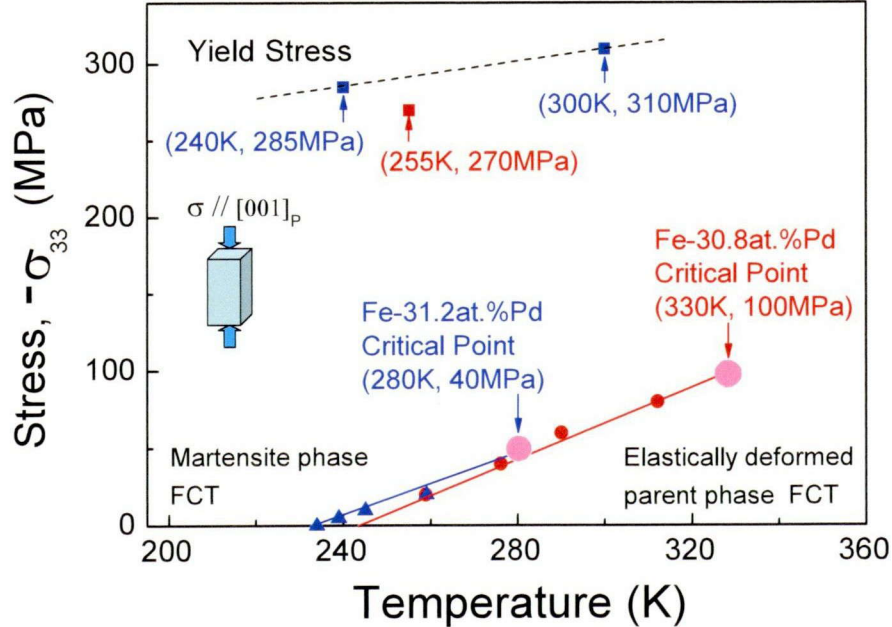 Yield Stress
(300K, 310MPa)
(240K, 285MPa)
(255K, 270MPa)
σ // [001]P
Fe-30.8at.%Pd
Critical Point
(330K, 100MPa)
Fe-31.2at.%Pd
Critical Point
(280K, 40MPa)
Martensite phase
FCT
Elastically deformed
parent phase FCT
Stress, -σ33 (MPa)
300
200
100
0
200
240
280
320
360
Temperature (K)